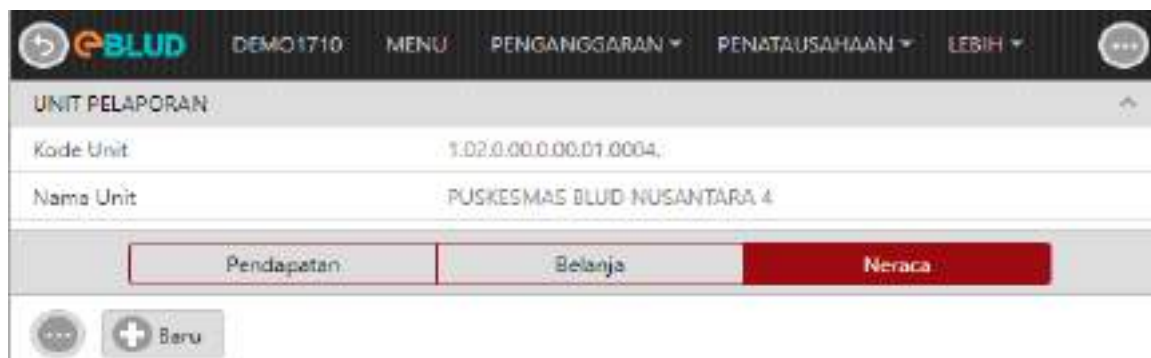 eBLUD DEMO1710 MENU PENGANGGARAN PENATAUSAHAAN LEBIH
UNIT PELAPORAN
Kode Unit 1.02.0.00.0.00.01.0004.
Nama Unit PUSKESMAS BLUD NUSANTARA 4
Pendapatan Belanja Neraca
Baru